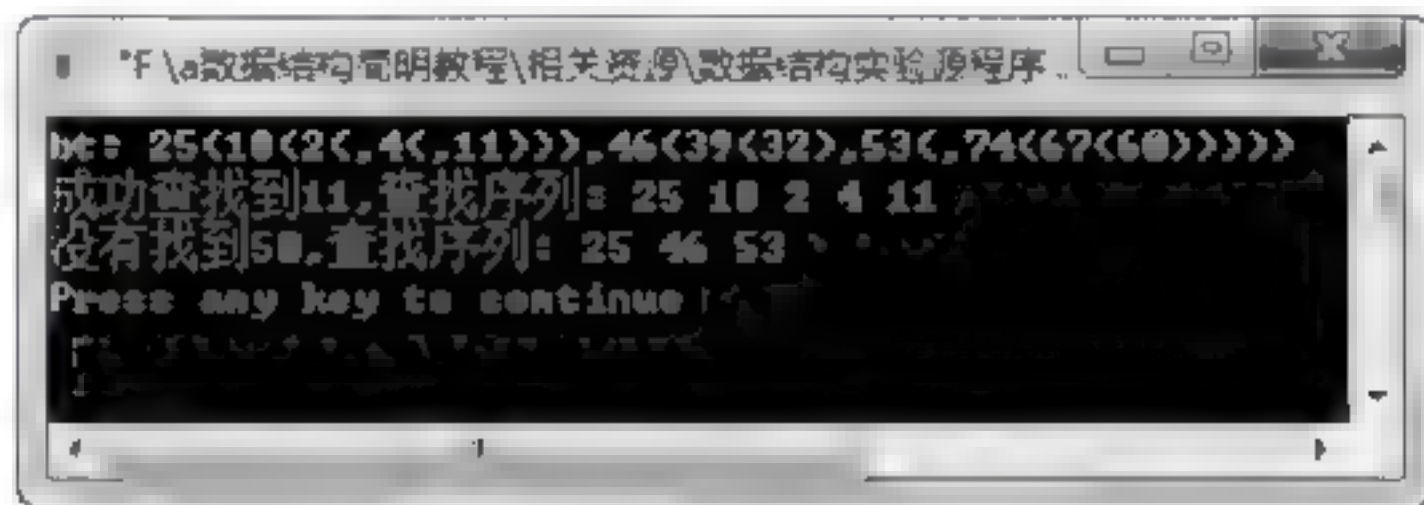 "F \a数据结构简明教程\相关资源\数据结构实验源程序 ..
bt: 25(10(2(,4(,11))),46(39(32),53(,74(67(60)))))
成功查找到11,查找序列: 25 10 2 4 11
没有找到50,查找序列: 25 46 53
Press any key to continue